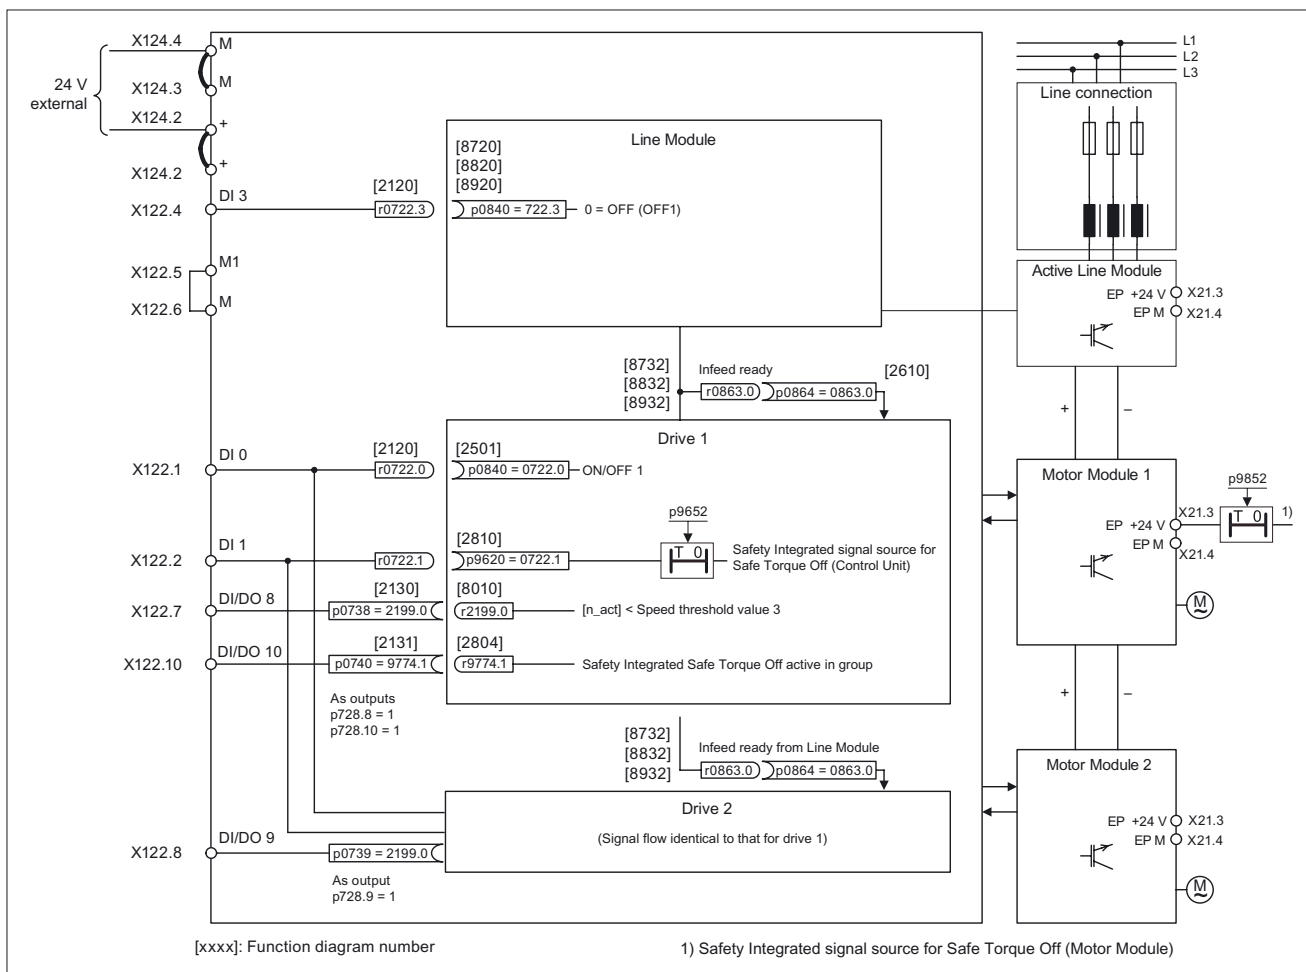 X124.4
M
24 V
external
X124.3
M
X124.2
+
X124.2
+
X122.4
DI 3
[2120]
r0722.3
X122.5
M1
X122.6
M
Line Module
[8720]
[8820]
[8920]
p0840 = 722.3
0 = OFF (OFF1)
L1
L2
L3
Line connection
Active Line Module
EP +24 V
X21.3
EP M
X21.4
[8732]
[8832]
[8932]
Infeed ready
r0863.0
p0864 = 0863.0
[2610]
+
–
Drive 1
X122.1
DI 0
[2120]
r0722.0
[2501]
p0840 = 0722.0
ON/OFF 1
p9652
T 0
X122.2
DI 1
r0722.1
[2810]
p9620 = 0722.1
Safety Integrated signal source for
Safe Torque Off (Control Unit)
X122.7
DI/DO 8
[2130]
p0738 = 2199.0
[8010]
r2199.0
[n_act] < Speed threshold value 3
X122.10
DI/DO 10
[2131]
p0740 = 9774.1
[2804]
r9774.1
Safety Integrated Safe Torque Off active in group
As outputs
p728.8 = 1
p728.10 = 1
Motor Module 1
EP +24 V
X21.3
EP M
X21.4
p9852
T 0
1)
M
~
+
–
[8732]
[8832]
[8932]
Infeed ready from Line Module
r0863.0
p0864 = 0863.0
Drive 2
(Signal flow identical to that for drive 1)
X122.8
DI/DO 9
p0739 = 2199.0
As output
p728.9 = 1
Motor Module 2
EP +24 V
X21.3
EP M
X21.4
M
~
[xxxx]: Function diagram number
1) Safety Integrated signal source for Safe Torque Off (Motor Module)